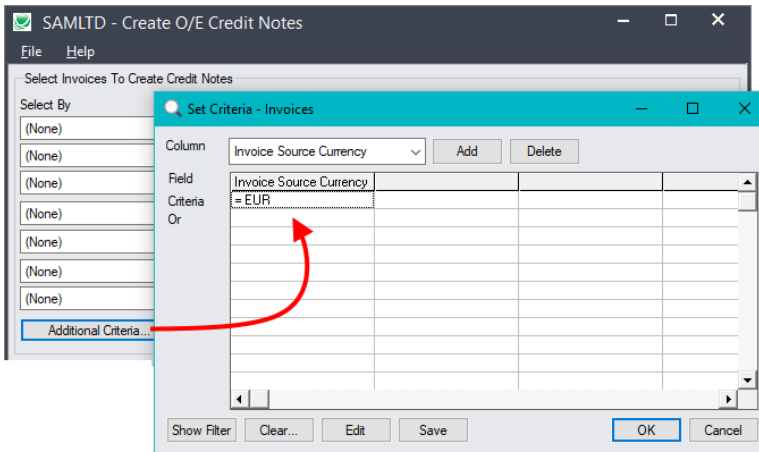 SAMLTD - Create O/E Credit Notes
File Help
Select Invoices To Create Credit Notes
Select By
(None)
(None)
(None)
(None)
(None)
(None)
(None)
Additional Criteria...
Set Criteria - Invoices
Column Invoice Source Currency Add Delete
Field Invoice Source Currency
Criteria = EUR
Or
Show Filter Clear... Edit Save OK Cancel